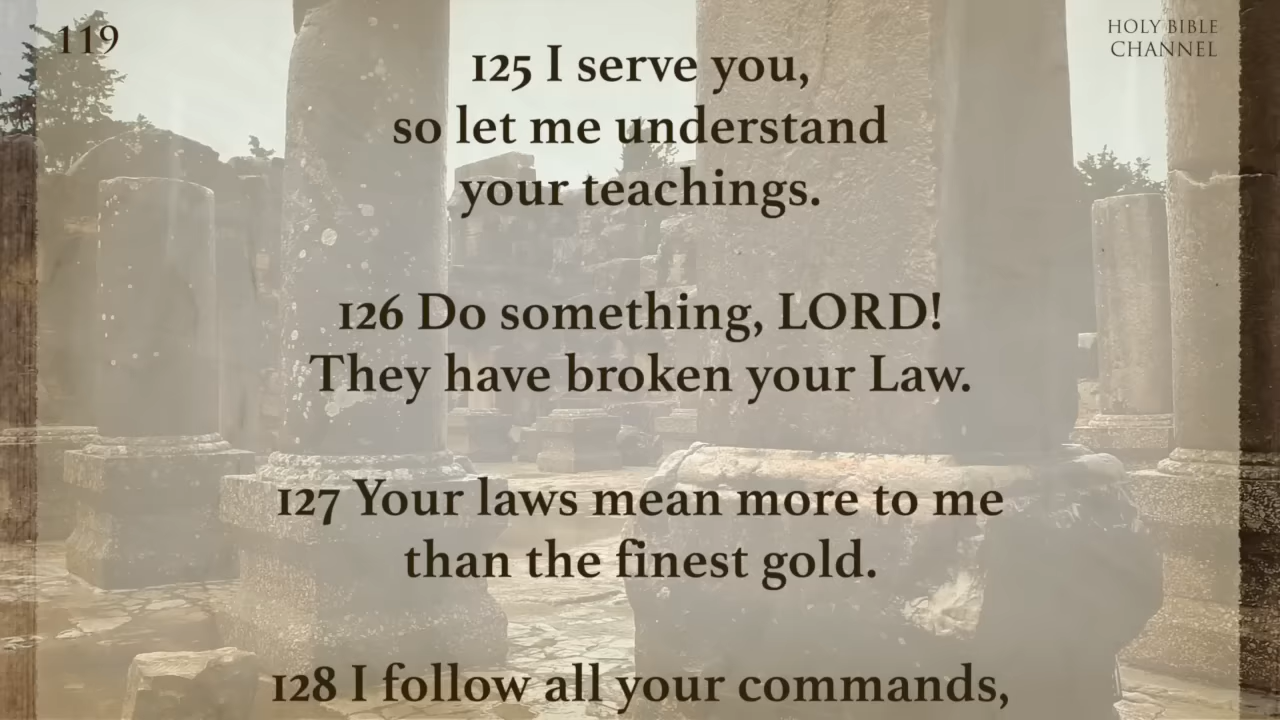 119
HOLY BIBLE
CHANNEL
125 I serve you,
so let me understand
your teachings.
126 Do something, LORD!
They have broken your Law.
127 Your laws mean more to me
than the finest gold.
128 I follow all your commands,